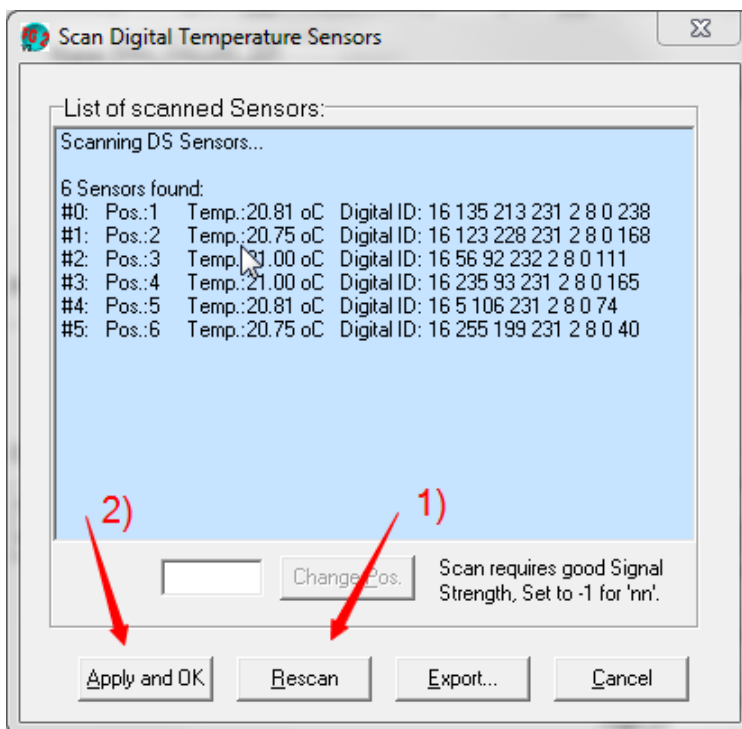 Scan Digital Temperature Sensors
List of scanned Sensors:
Scanning DS Sensors...
6 Sensors found:
#0: Pos.:1 Temp.:20.81 oC Digital ID: 16 135 213 231 2 8 0 238
#1: Pos.:2 Temp.:20.75 oC Digital ID: 16 123 228 231 2 8 0 168
#2: Pos.:3 Temp.:21.00 oC Digital ID: 16 56 92 232 2 8 0 111
#3: Pos.:4 Temp.:21.00 oC Digital ID: 16 235 93 231 2 8 0 165
#4: Pos.:5 Temp.:20.81 oC Digital ID: 16 5 106 231 2 8 0 74
#5: Pos.:6 Temp.:20.75 oC Digital ID: 16 255 199 231 2 8 0 40
2) 1)
Change Pos. Scan requires good Signal
Strength, Set to -1 for 'nn'.
Apply and OK Rescan Export... Cancel